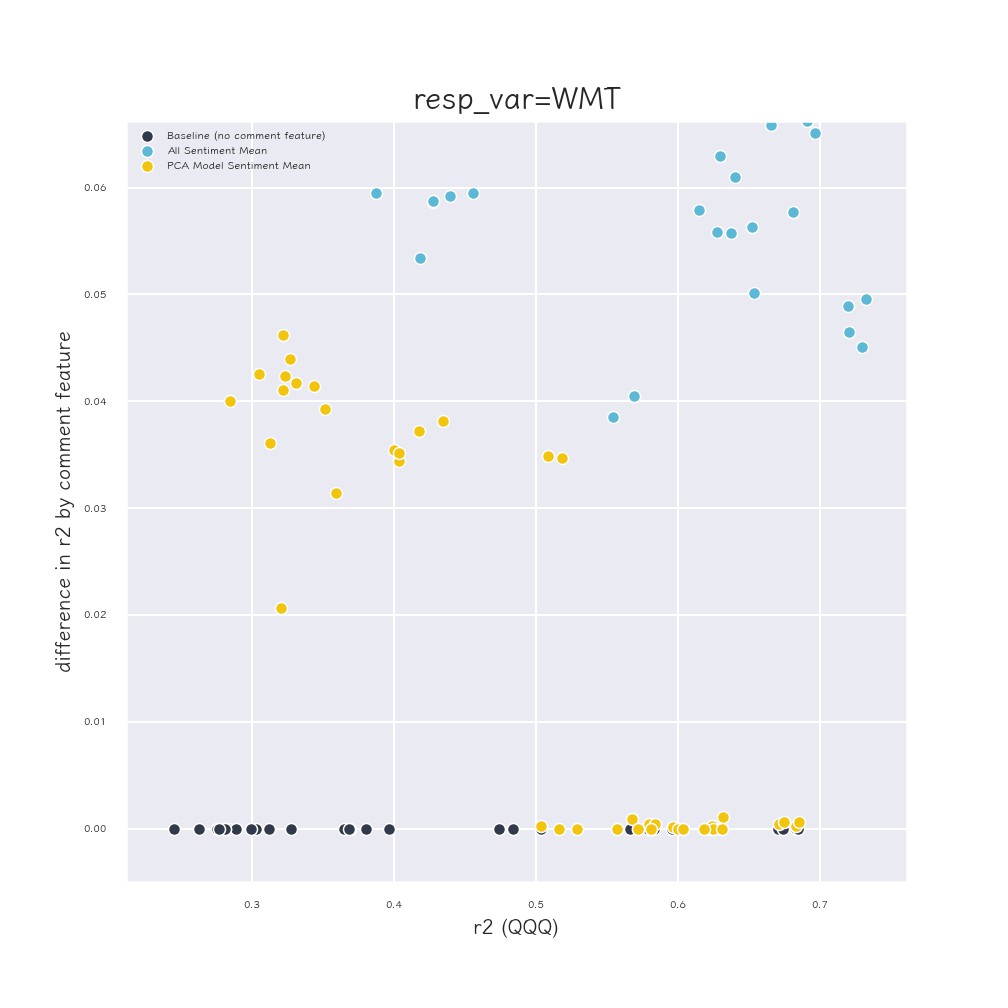 resp_var=WMT
Baseline (no comment feature)
All Sentiment Mean
PCA Model Sentiment Mean
0.06
0.05
0.04
0.03
0.02
0.01
0.00
difference in r2 by comment feature
0.3 0.4 0.5 0.6 0.7
r2 (QQQ)